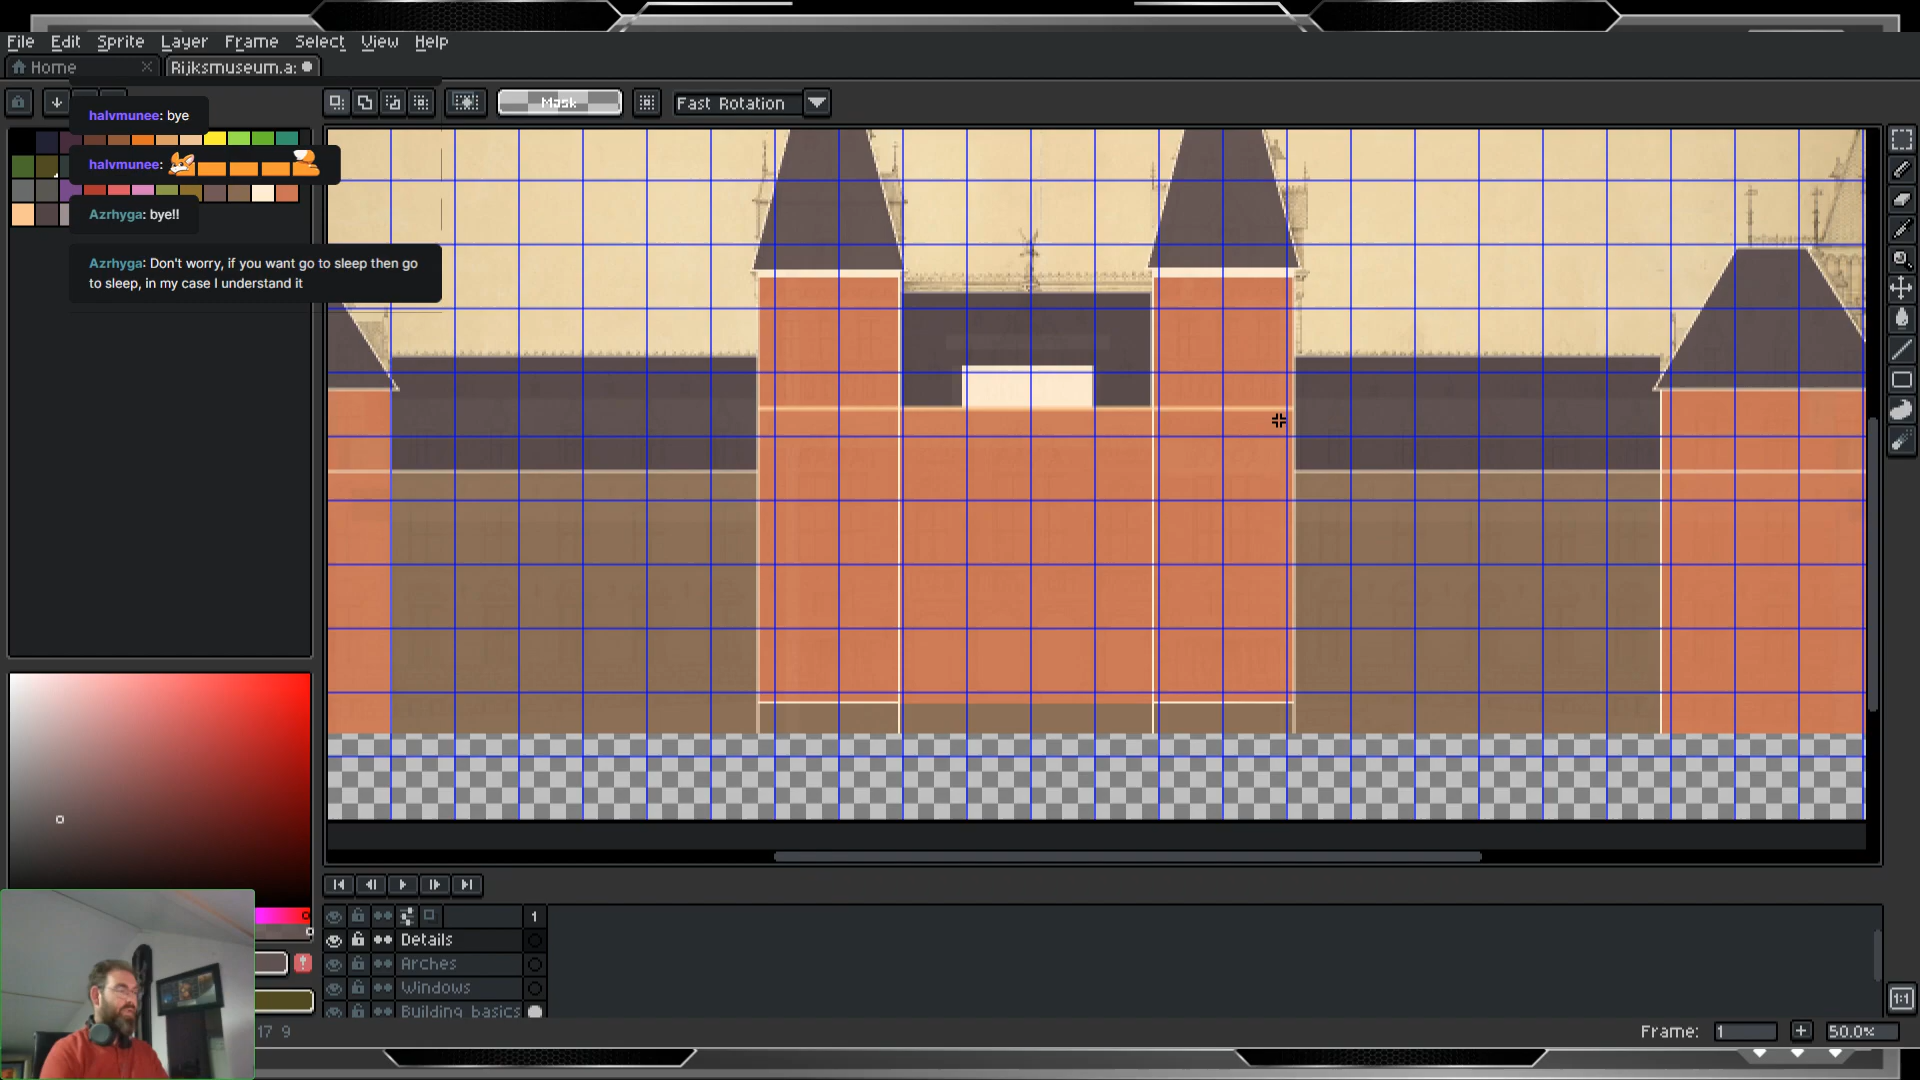 File Edit Sprite Layer Frame Select View Help
Home Rijksmuseum.a:
Mask Fast Rotation
halvmunee: bye
halvmunee:
Azrhyga: bye!!
Azrhyga: Don't worry, if you want go to sleep then go
to sleep, in my case I understand it
1
Details
Arches
Windows
Building basics
17 9
Frame: 1 50.0%
1:1